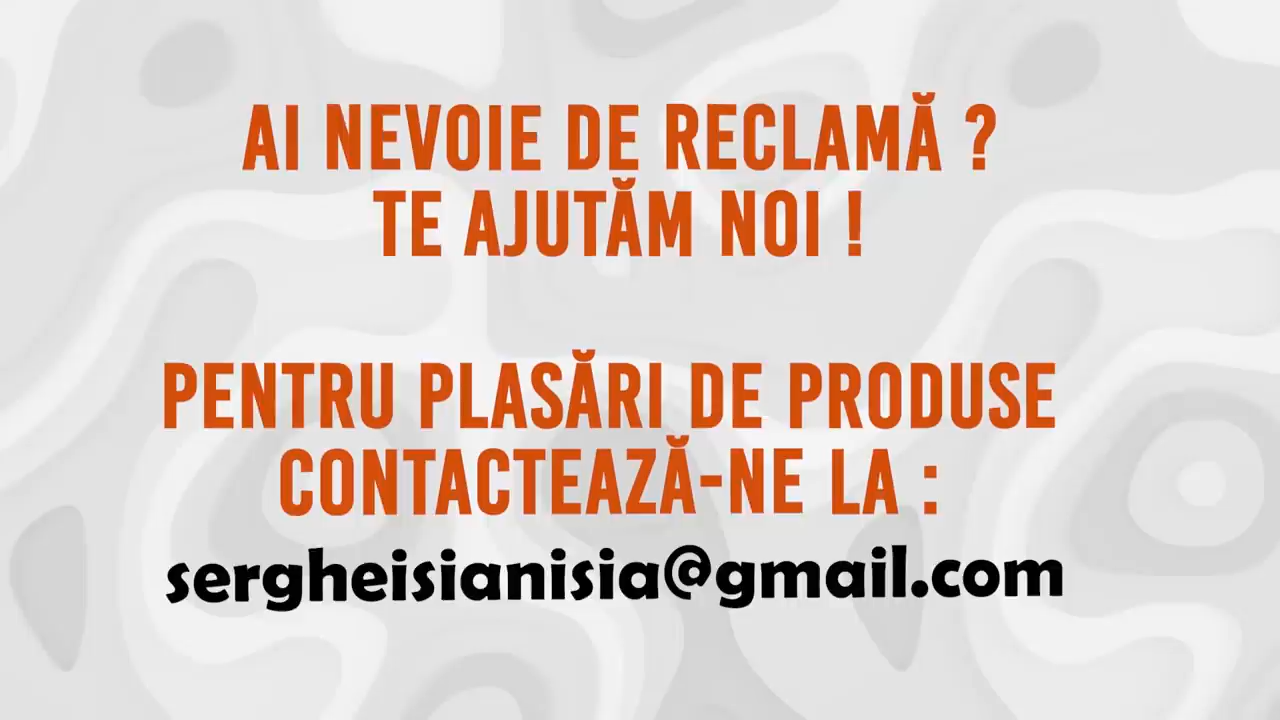 AI NEVOIE DE RECLAMĂ ?
TE AJUTĂM NOI !
PENTRU PLASĂRI DE PRODUSE
CONTACTEAZĂ-NE LA :
sergheisianisia@gmail.com